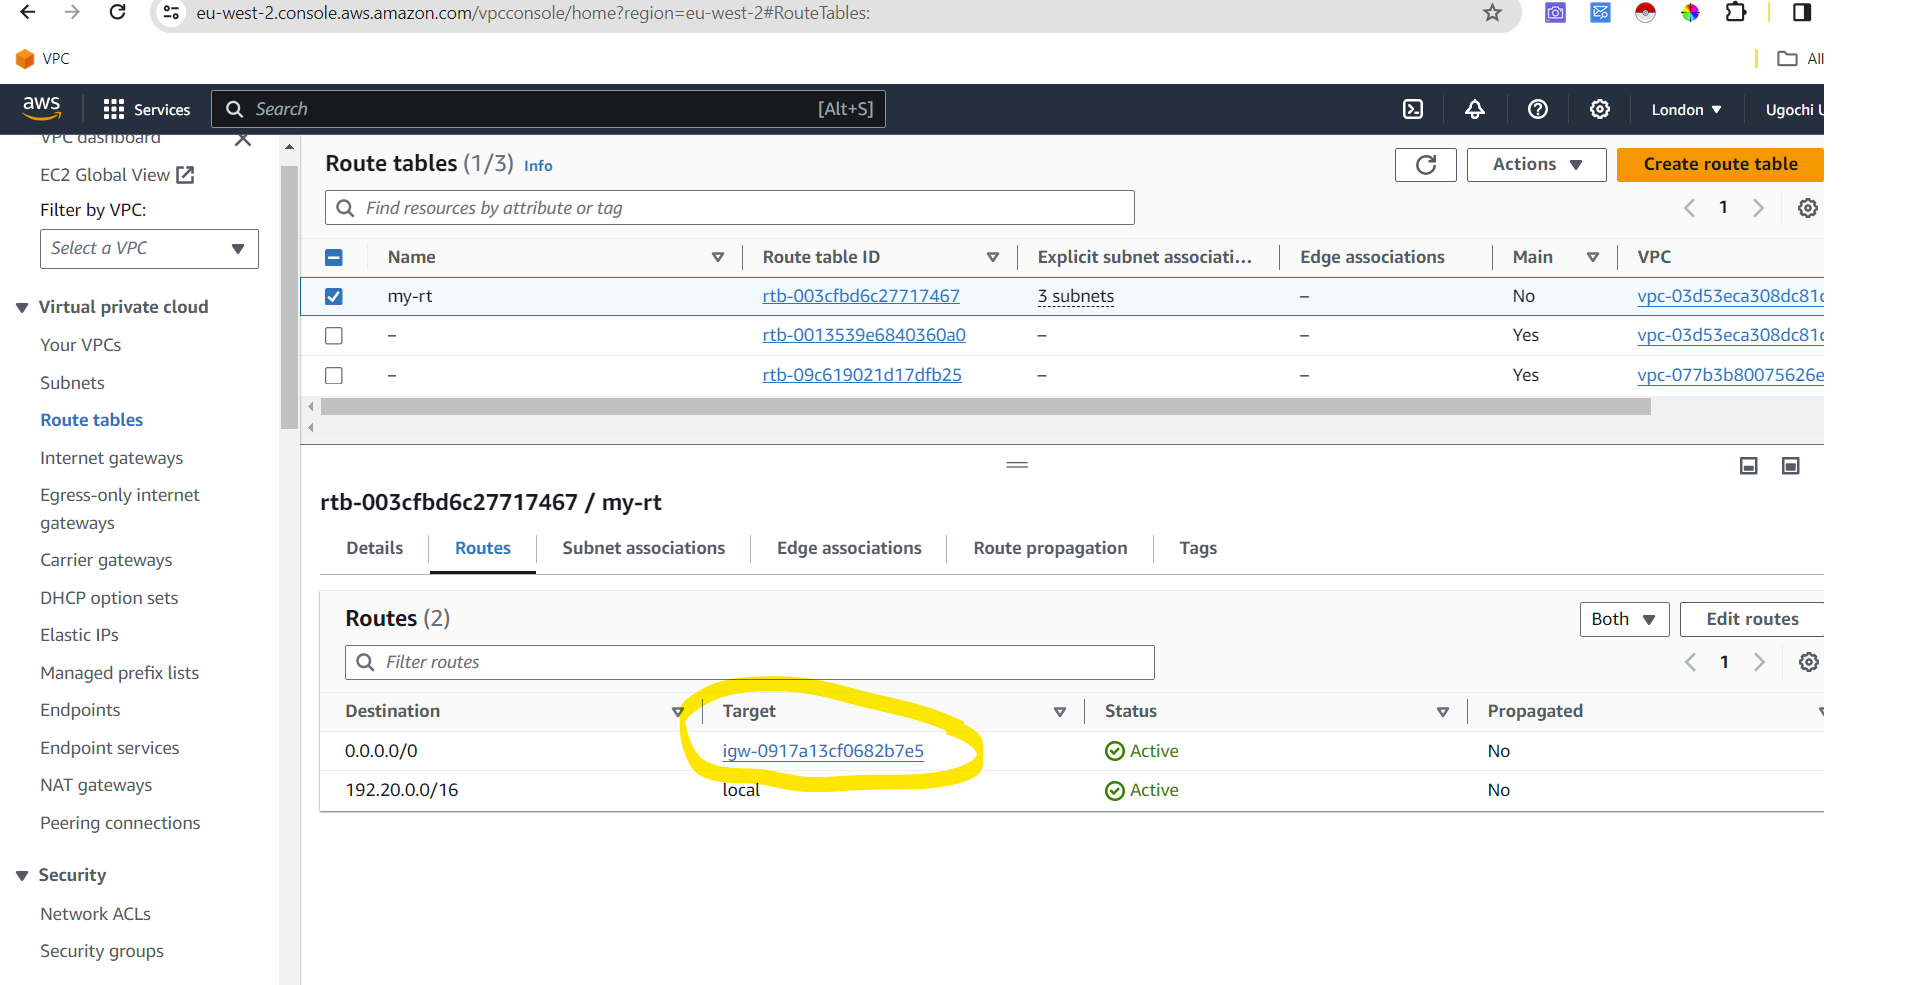 eu-west-2.console.aws.amazon.com/vpcconsole/home?region=eu-west-2#RouteTables:
VPC
All
aws
Services
Search
[Alt+S]
London
Ugochi
VPC dashboard
EC2 Global View
Filter by VPC:
Select a VPC
Virtual private cloud
Your VPCs
Subnets
Route tables
Internet gateways
Egress-only internet
gateways
Carrier gateways
DHCP option sets
Elastic IPs
Managed prefix lists
Endpoints
Endpoint services
NAT gateways
Peering connections
Security
Network ACLs
Security groups
Route tables (1/3) Info
Actions
Create route table
Find resources by attribute or tag
1
Name Route table ID Explicit subnet associati... Edge associations Main VPC
my-rt rtb-003cfbd6c27717467 3 subnets – No vpc-03d53eca308dc81
– rtb-0013539e6840360a0 – – Yes vpc-03d53eca308dc81
– rtb-09c619021d17dfb25 – – Yes vpc-077b3b80075626e
rtb-003cfbd6c27717467 / my-rt
Details Routes Subnet associations Edge associations Route propagation Tags
Routes (2)
Both
Edit routes
Filter routes
1
Destination Target Status Propagated
0.0.0.0/0 igw-0917a13cf0682b7e5 Active No
192.20.0.0/16 local Active No